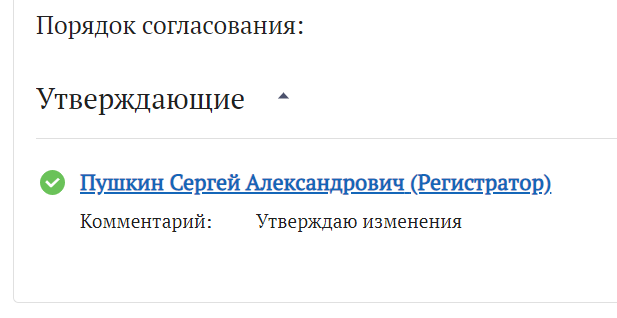 Порядок согласования:
Утверждающие
Пушкин Сергей Александрович (Регистратор)
Комментарий: Утверждаю изменения